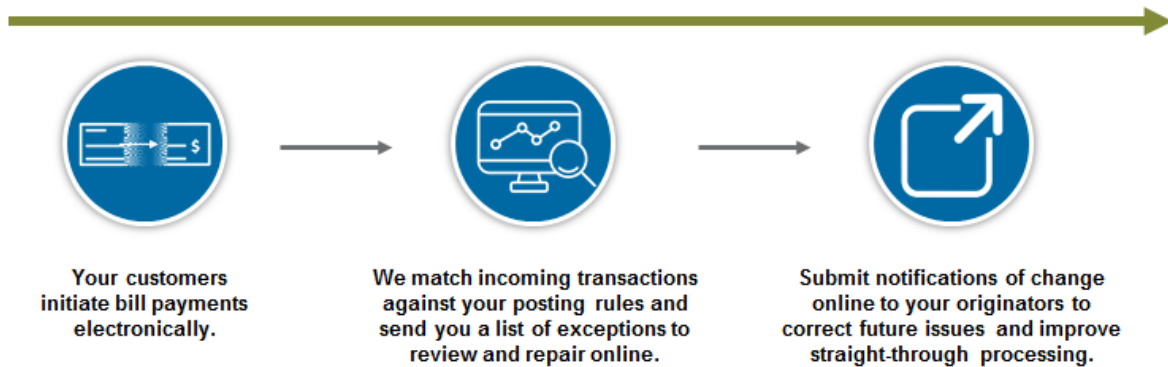 $
Your customers
initiate bill payments
electronically.
We match incoming transactions
against your posting rules and
send you a list of exceptions to
review and repair online.
Submit notifications of change
online to your originators to
correct future issues and improve
straight-through processing.